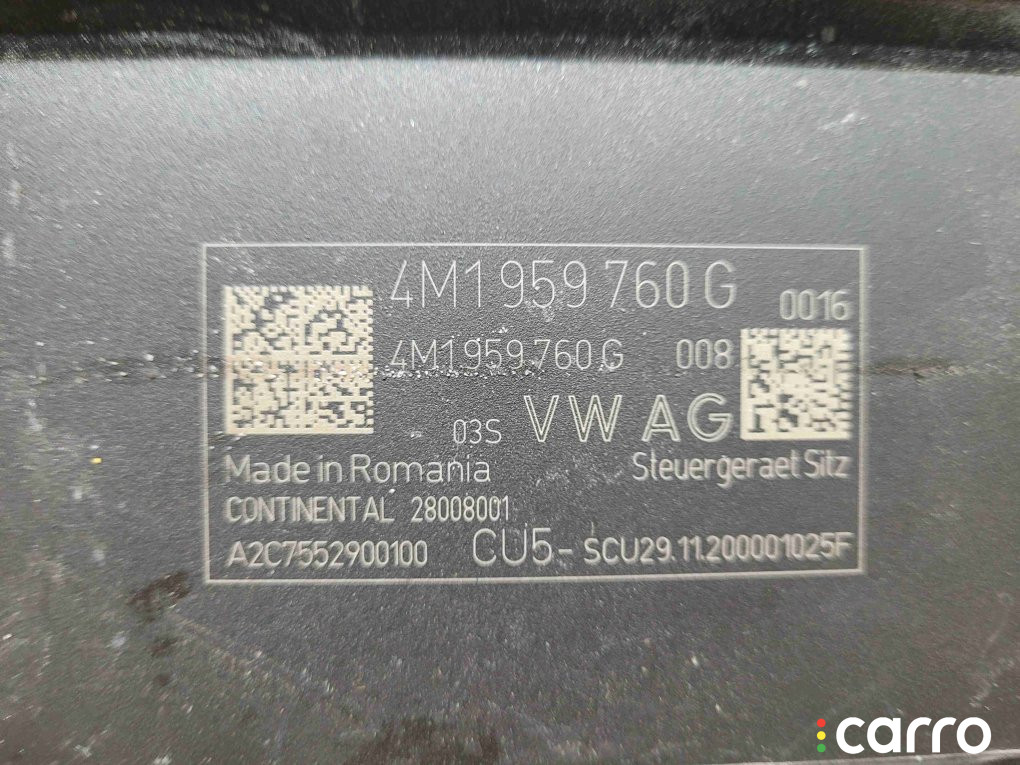 4M1 959 760 G
0016
4M1 959 760 G 008
03S VW AG
Made in Romania Steuergeraet Sitz
CONTINENTAL 28008001
A2C7552900100 CU5- SCU29.11.200001025F
carro